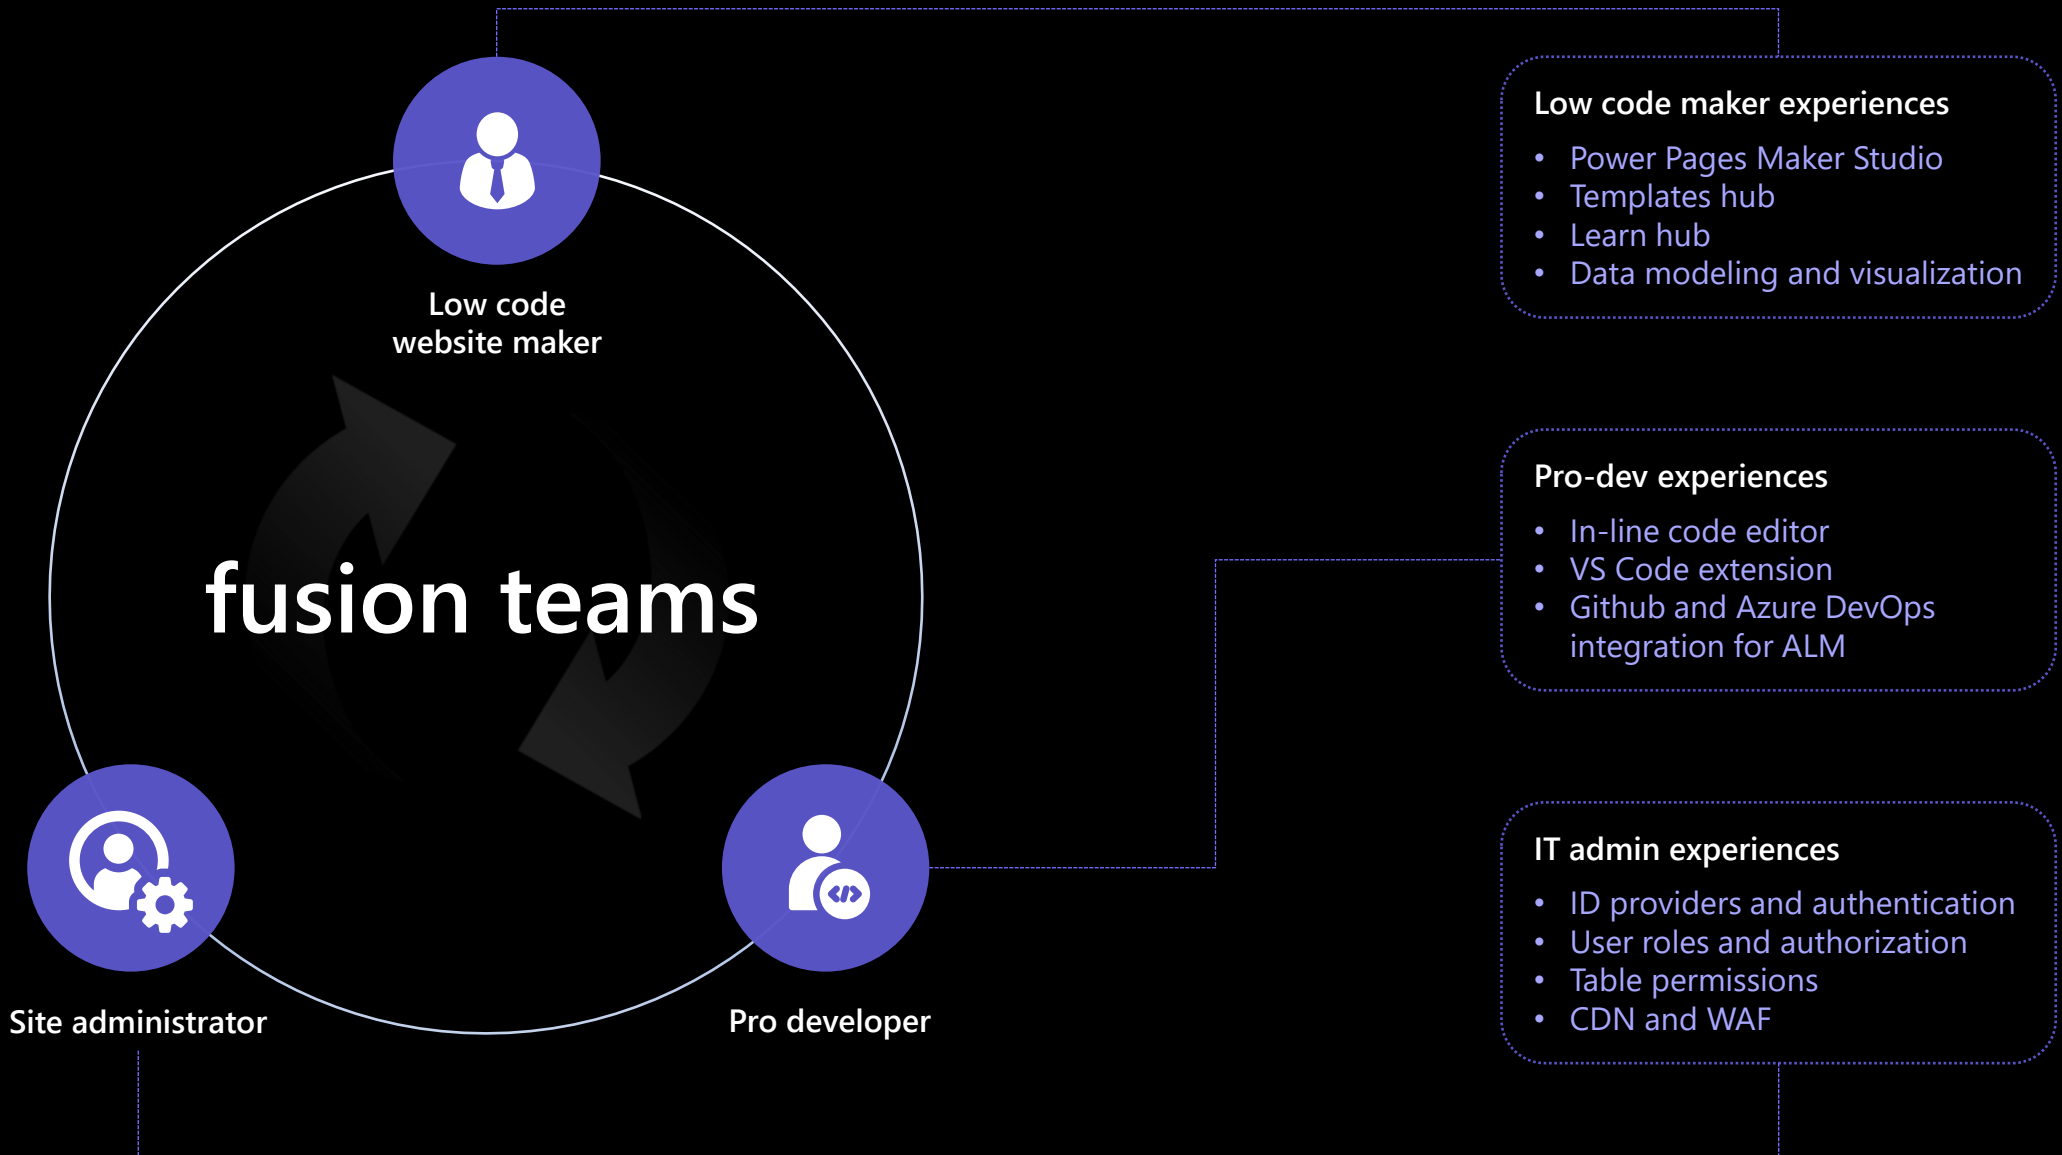 Low code
website maker
fusion teams
Site administrator
Pro developer
Low code maker experiences
• Power Pages Maker Studio
• Templates hub
• Learn hub
• Data modeling and visualization
Pro-dev experiences
• In-line code editor
• VS Code extension
• Github and Azure DevOps
integration for ALM
IT admin experiences
• ID providers and authentication
• User roles and authorization
• Table permissions
• CDN and WAF